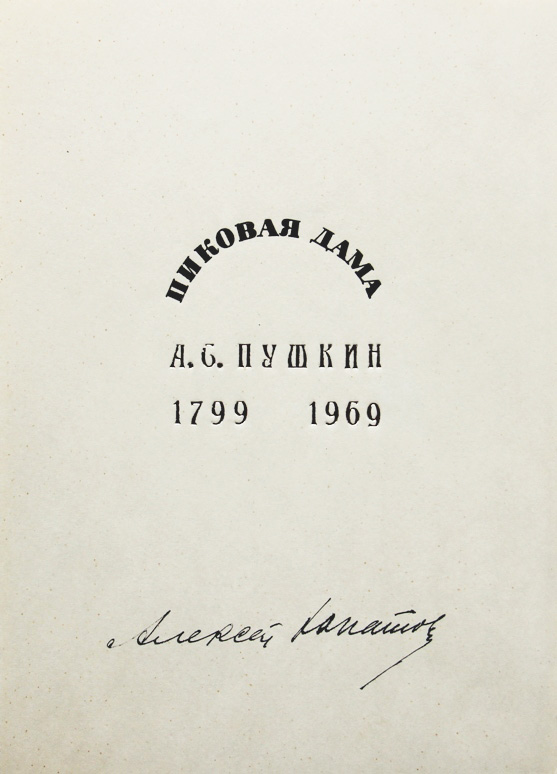 ПИКОВАЯ ДАМА
А. С. ПУШКИН
1799 1969
Алексей